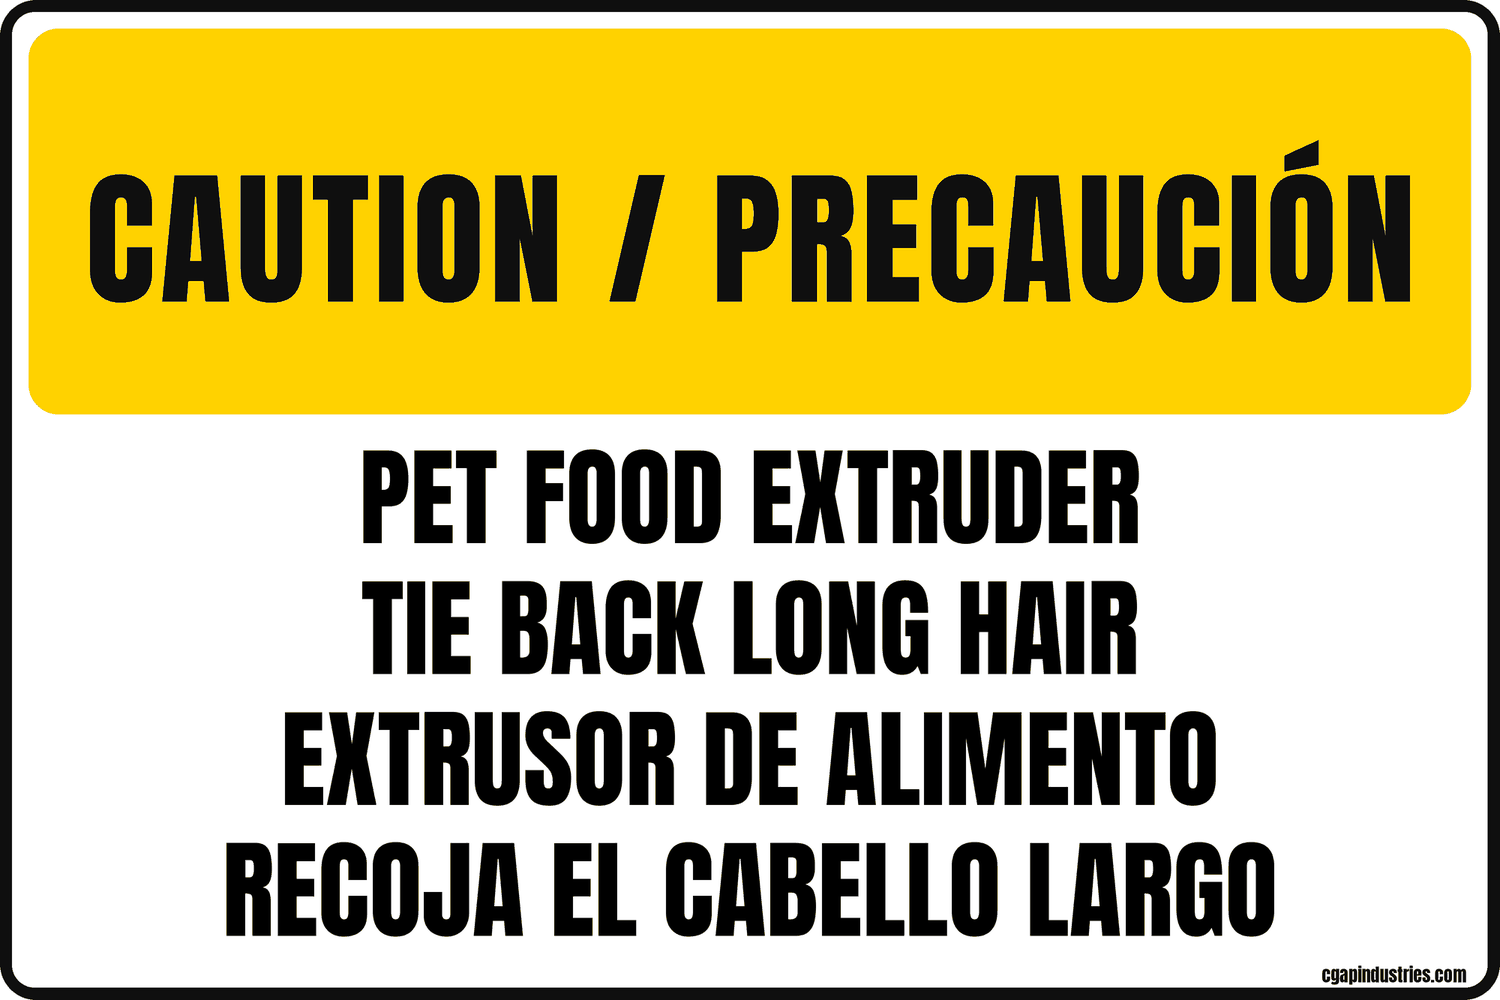 CAUTION / PRECAUCIÓN
PET FOOD EXTRUDER
TIE BACK LONG HAIR
EXTRUSOR DE ALIMENTO
RECOJA EL CABELLO LARGO
cgapindustries.com